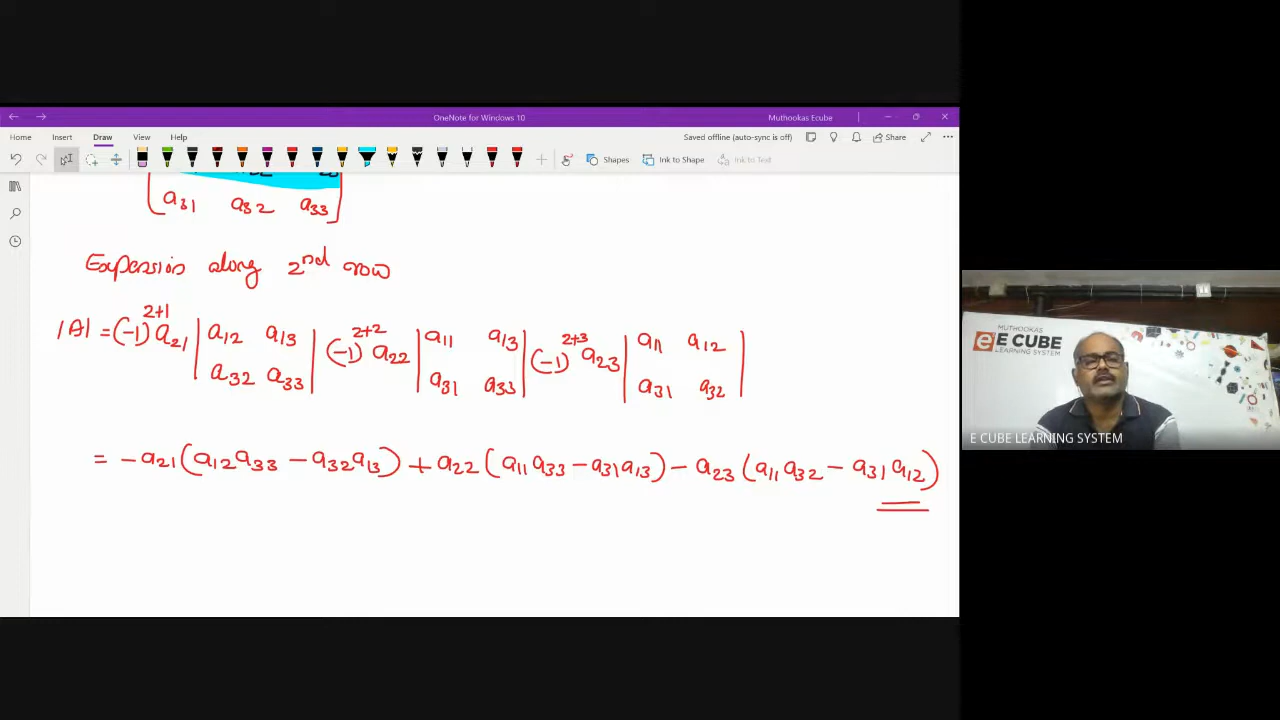 OneNote for Windows 10
Muthookas Ecube
Home Insert Draw View Help
Saved offline (auto-sync is off)
Share
Shapes
Ink to Shape
Ink to Text
a31 a32 a33
Expension along 2nd row
|A| = (-1)^2+1 a21 | a12 a13 | (-1)^2+2 a22 | a11 a13 | (-1)^2+3 a23 | a11 a12 |
| a32 a33 | | a31 a33 | | a31 a32 |
= -a21(a12a33 - a32a13) + a22(a11a33 - a31a13) - a23(a11a32 - a31a12)
MUTHOOKAS
e E CUBE
LEARNING SYSTEM
E CUBE
E CUBE LEARNING SYSTEM